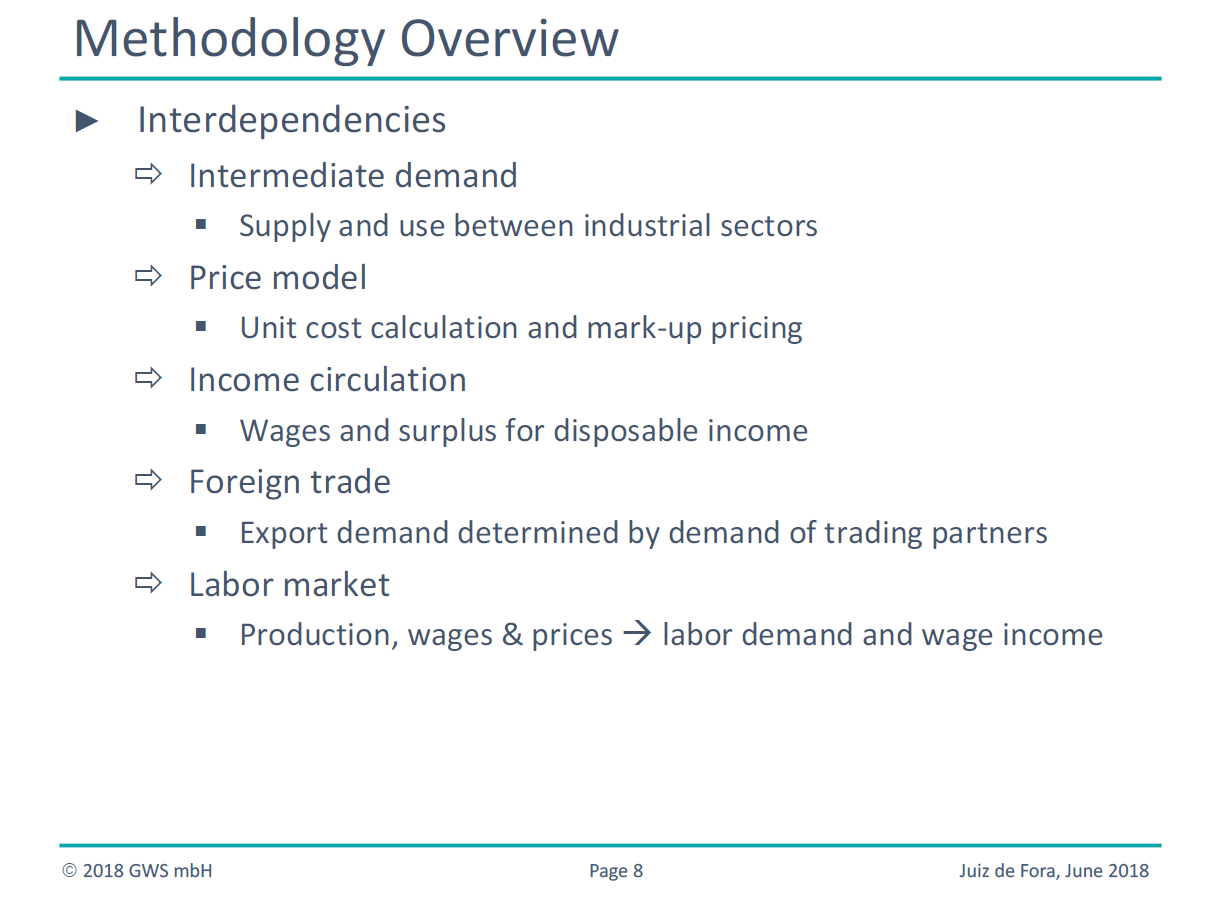 Methodology Overview
► Interdependencies
⇨ Intermediate demand
▪ Supply and use between industrial sectors
⇨ Price model
▪ Unit cost calculation and mark-up pricing
⇨ Income circulation
▪ Wages and surplus for disposable income
⇨ Foreign trade
▪ Export demand determined by demand of trading partners
⇨ Labor market
▪ Production, wages & prices → labor demand and wage income
© 2018 GWS mbH
Page 8
Juiz de Fora, June 2018